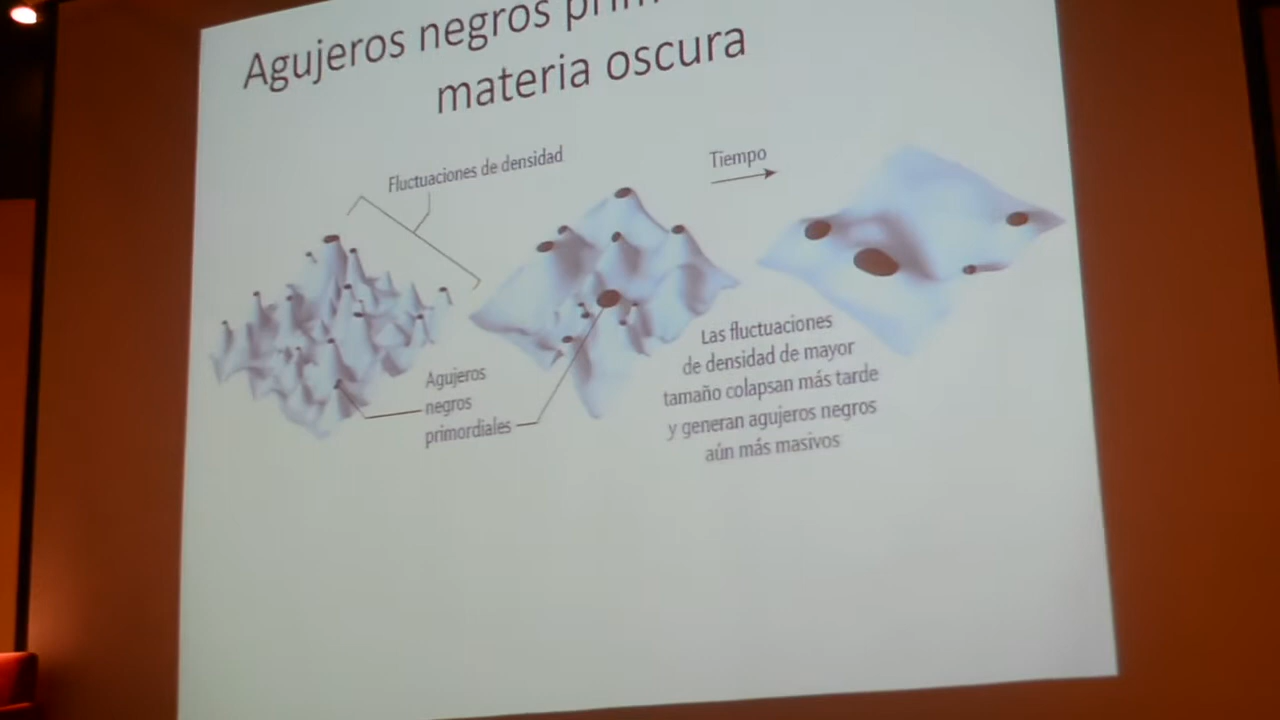 Agujeros negros
materia oscura
Fluctuaciones de densidad
Tiempo
Agujeros
negros
primordiales
Las fluctuaciones
de densidad de mayor
tamaño colapsan más tarde
y generan agujeros negros
aún más masivos